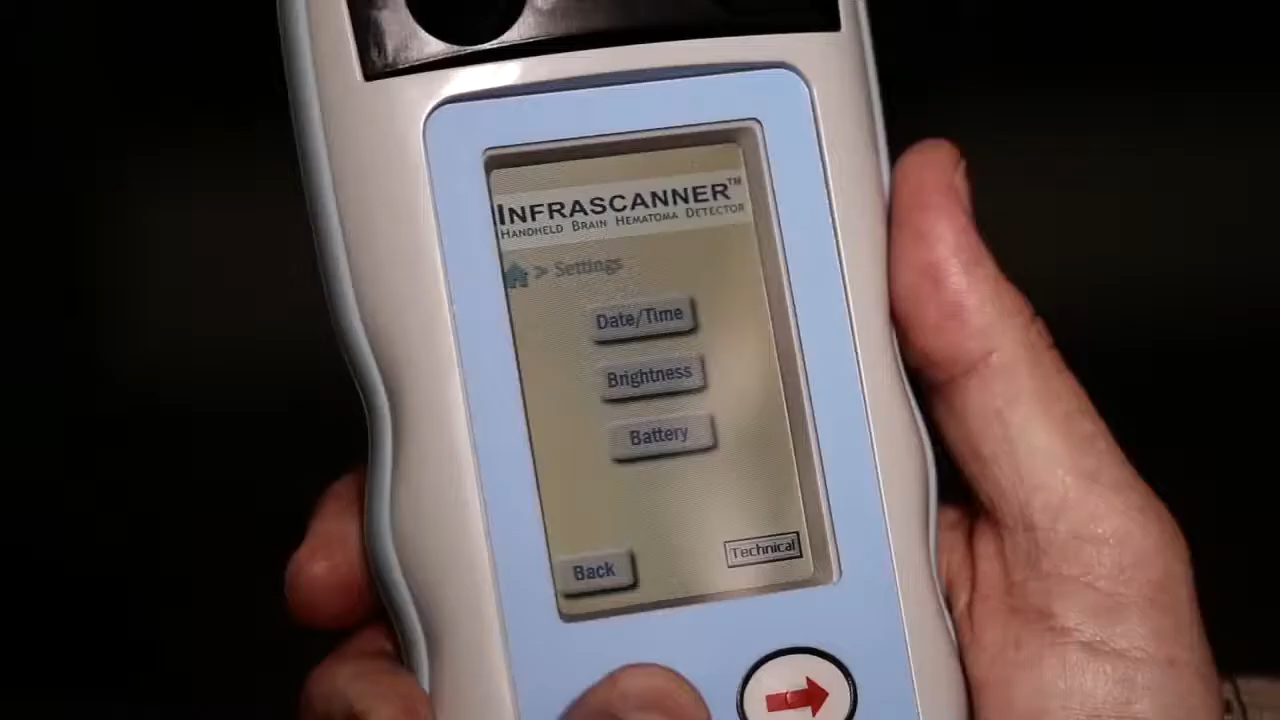 INFRASCANNER™
HANDHELD BRAIN HEMATOMA DETECTOR
> Settings
Date/Time
Brightness
Battery
Technical
Back